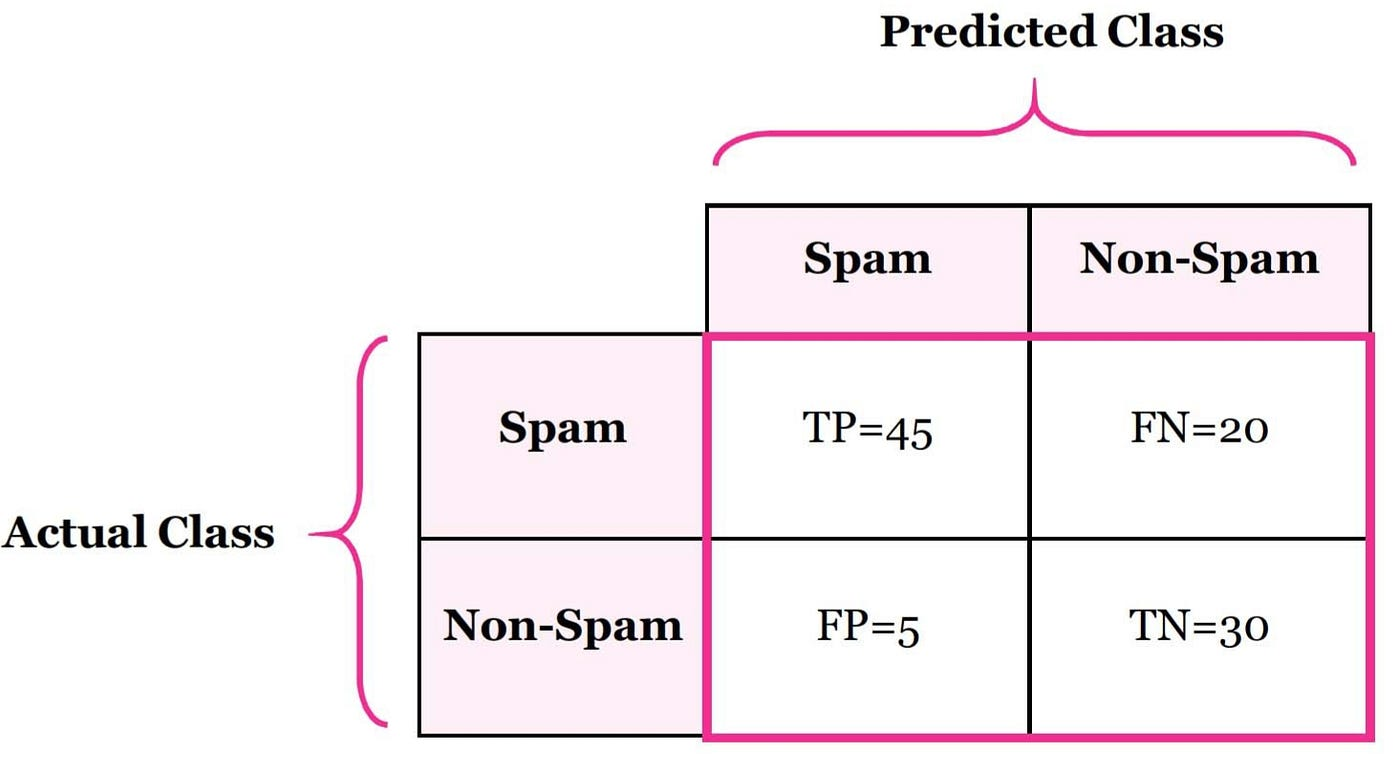 Predicted Class
Spam Non-Spam
Spam TP=45 FN=20
Actual Class
Non-Spam FP=5 TN=30